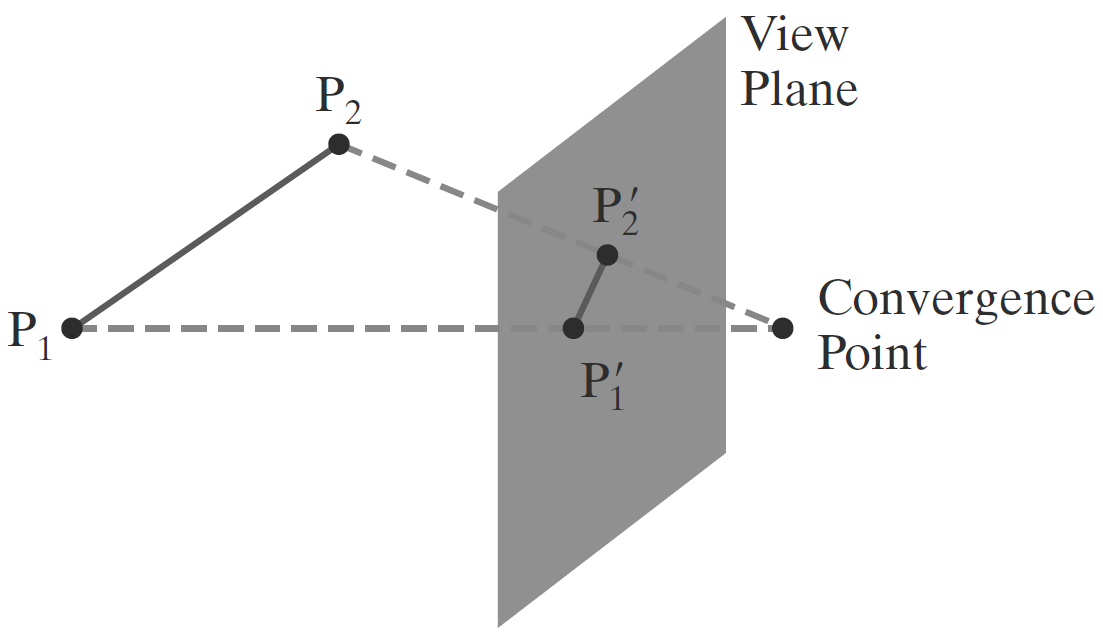 View
Plane
P₂
P₂′
Convergence
Point
P₁
P₁′